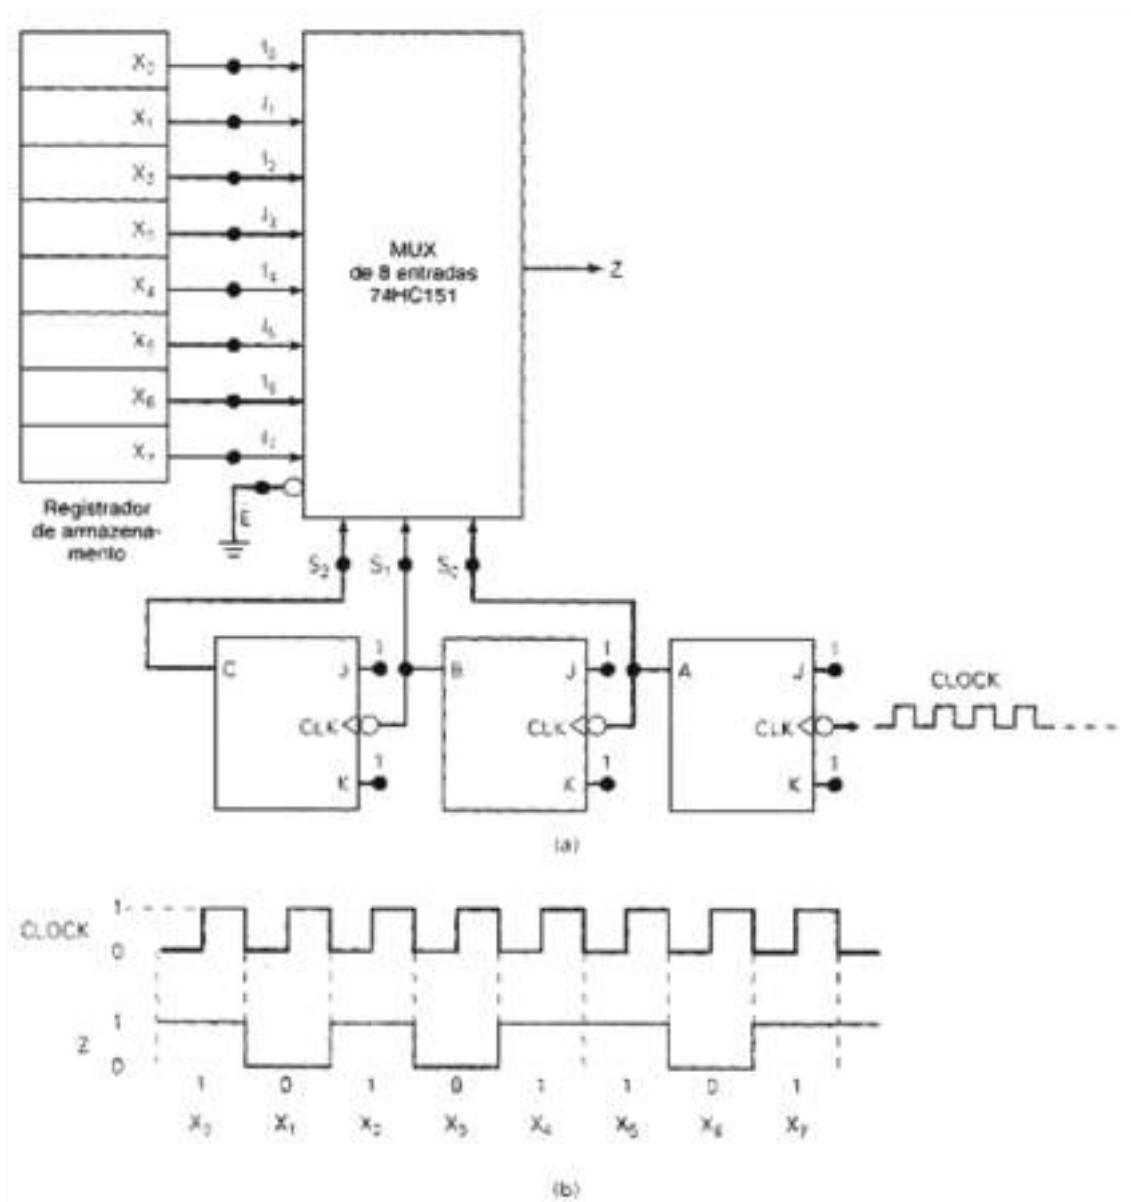 X₀ I₀
X₁ I₁
X₂ I₂
X₃ I₃
X₄ I₄
X₅ I₅
X₆ I₆
X₇ I₇
MUX
de 8 entradas
74HC151
Z
E
Registrador
de armazena-
mento
S₂ S₁ S₀
1 1 1
C J B J A J
CLOCK
CLK CLK CLK
1 1 1
K K K
(a)
1
CLOCK
0
1
Z
0
1 0 1 0 1 1 0 1
X₀ X₁ X₂ X₃ X₄ X₅ X₆ X₇
(b)